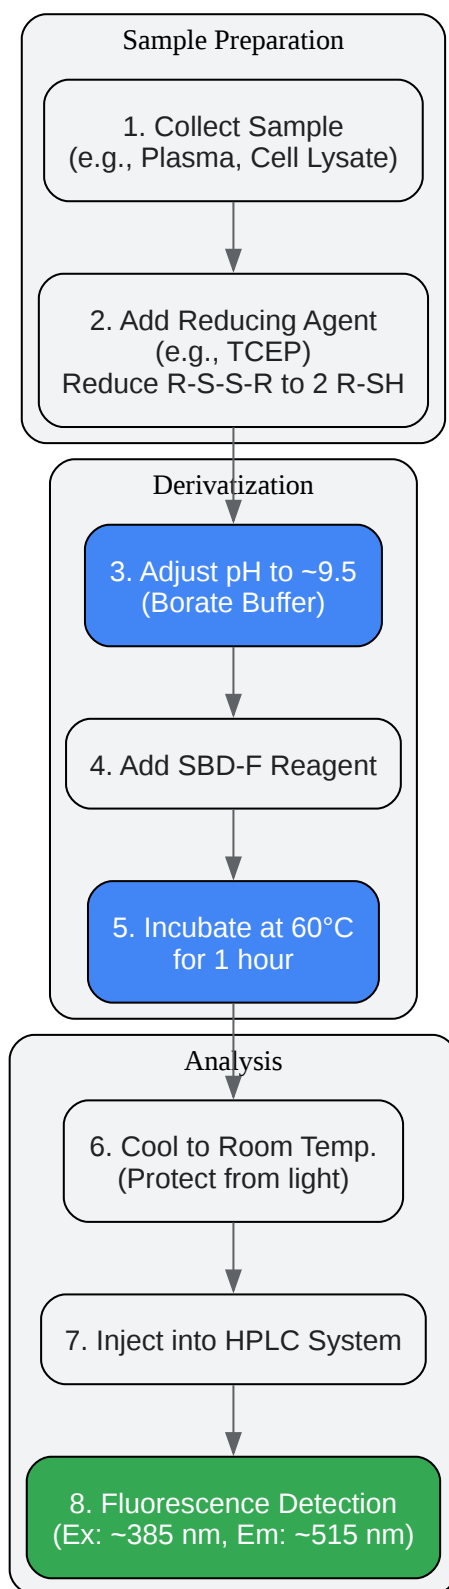 Sample Preparation
1. Collect Sample
(e.g., Plasma, Cell Lysate)
2. Add Reducing Agent
(e.g., TCEP)
Reduce R-S-S-R to 2 R-SH
Derivatization
3. Adjust pH to ~9.5
(Borate Buffer)
4. Add SBD-F Reagent
5. Incubate at 60°C
for 1 hour
Analysis
6. Cool to Room Temp.
(Protect from light)
7. Inject into HPLC System
8. Fluorescence Detection
(Ex: ~385 nm, Em: ~515 nm)